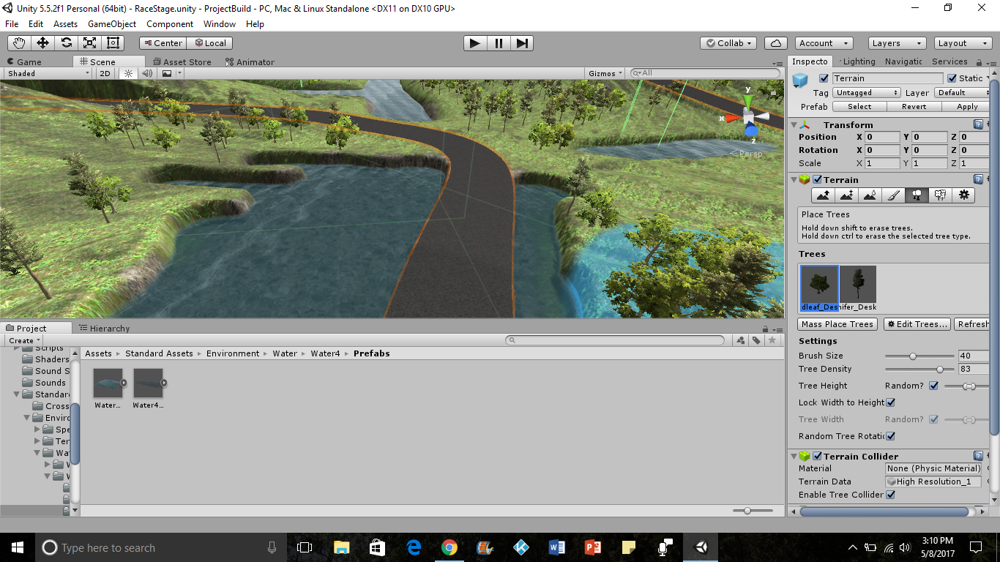 Unity 5.5.2f1 Personal (64bit) - RaceStage.unity - ProjectBuild - PC, Mac & Linux Standalone <DX11 on DX10 GPU>
File Edit Assets GameObject Component Window Help
Center Local Collab Account Layers Layout
Game Scene Asset Store Animator
Shaded 2D Gizmos All
y
x
z
Persp
Inspecto Lighting Navigatic Services
Terrain Static
Tag Untagged Layer Default
Prefab Select Revert Apply
Transform
Position X 0 Y 0 Z 0
Rotation X 0 Y 0 Z 0
Scale X 1 Y 1 Z 1
Terrain
Place Trees
Hold down shift to erase trees.
Hold down ctrl to erase the selected tree type.
Trees
dleaf_Des nifer_Desk
Mass Place Trees Edit Trees... Refresh
Settings
Brush Size 40
Tree Density 83
Tree Height Random?
Lock Width to Height
Tree Width Random?
Random Tree Rotatic
Terrain Collider
Material None (Physic Material)
Terrain Data High Resolution_1
Enable Tree Collider
Project Hierarchy
Create
Scripts
Shaders
Sound S
Sounds
Standar
Cross
Enviro
Spe
Ter
Wa
W
W
Assets Standard Assets Environment Water Water4 Prefabs
Water... Water4...
Type here to search
3:10 PM
5/8/2017